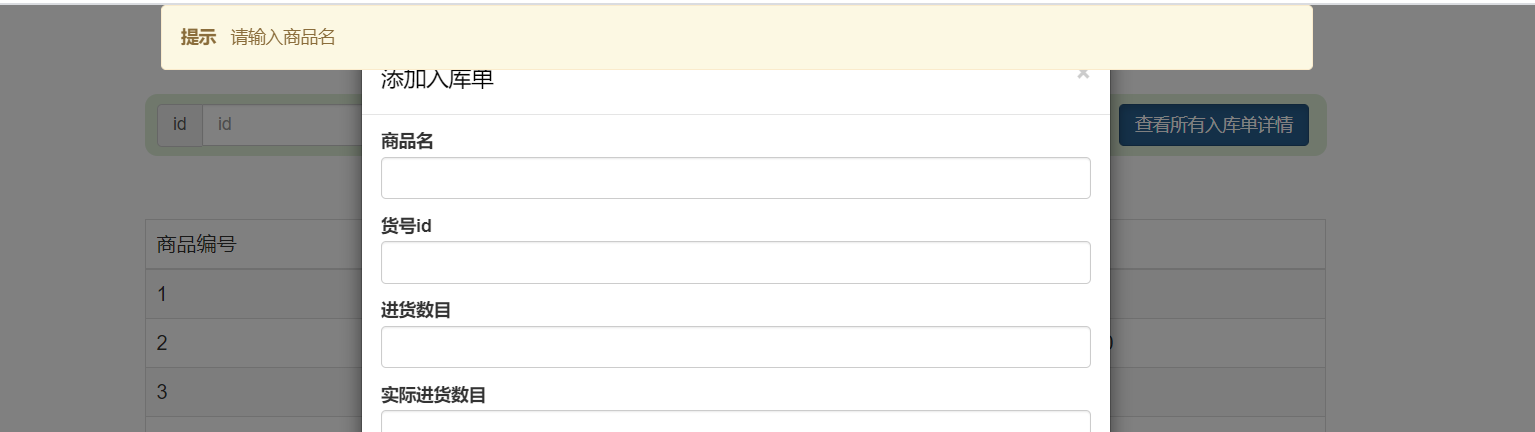 提示 请输入商品名
添加入库单 ×
id id 查看所有入库单详情
商品名
货号id
进货数目
实际进货数目
商品编号
1
2
3